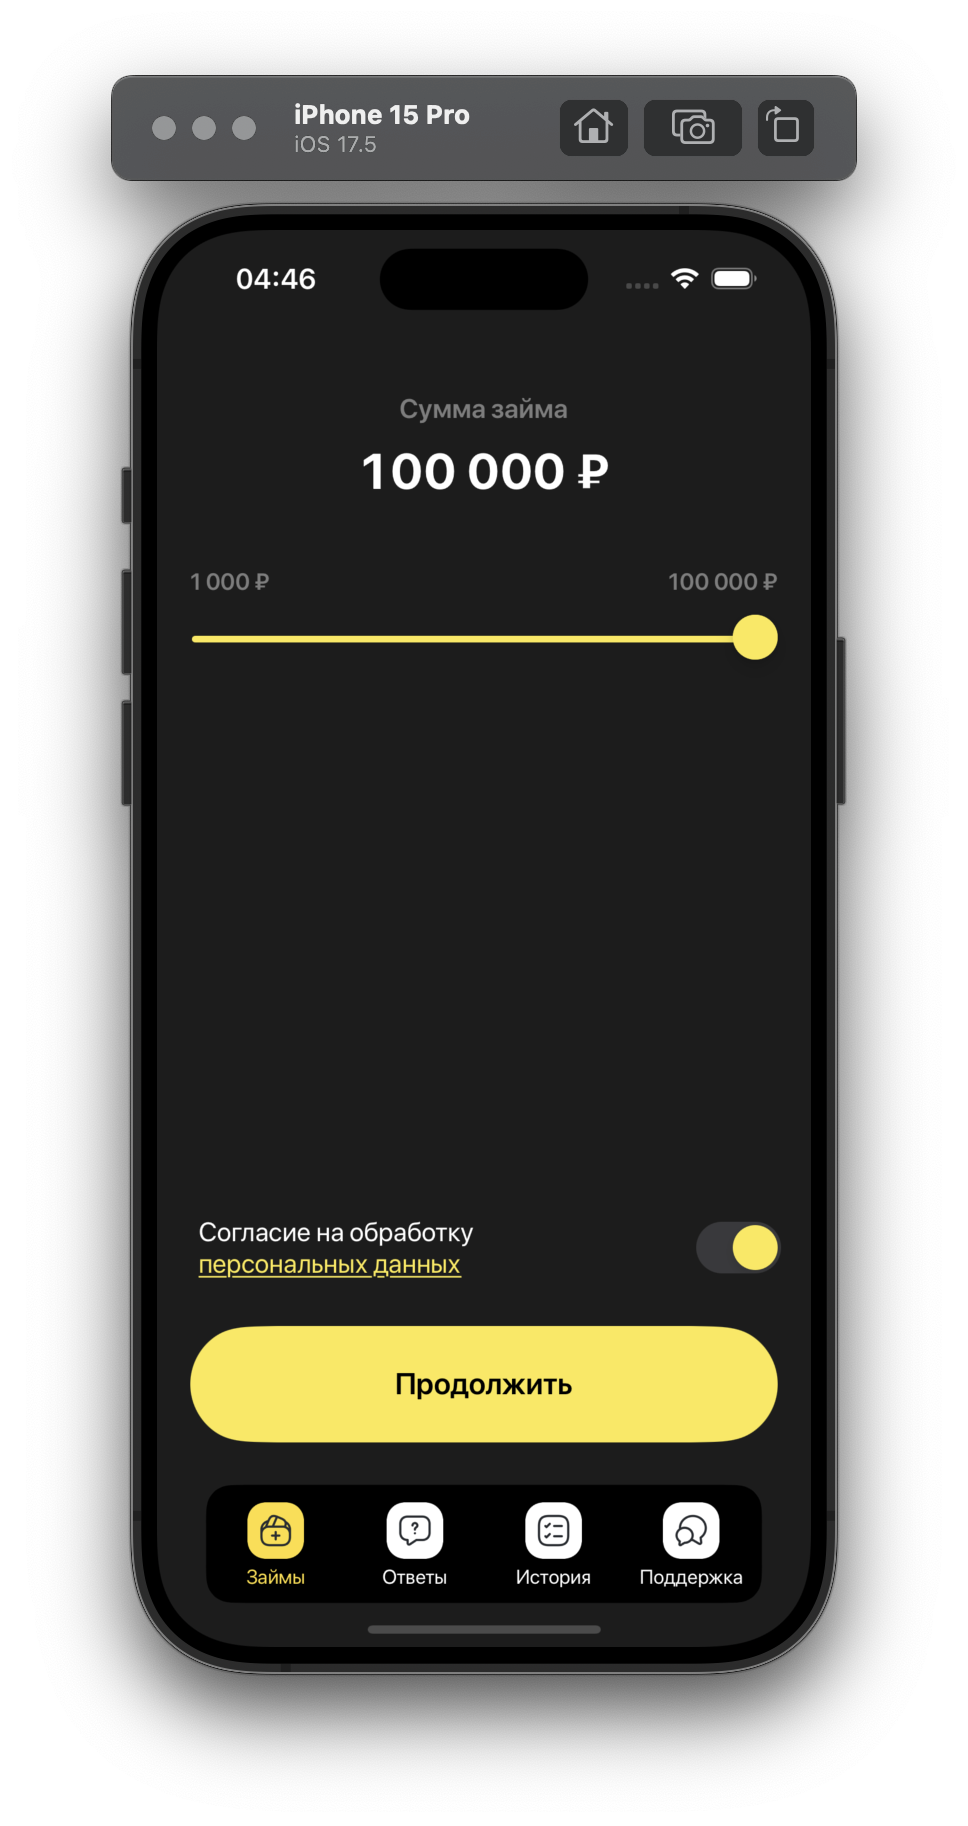 iPhone 15 Pro
iOS 17.5
04:46
Сумма займа
100 000 ₽
1 000 ₽ 100 000 ₽
Согласие на обработку
персональных данных
Продолжить
Займы Ответы История Поддержка